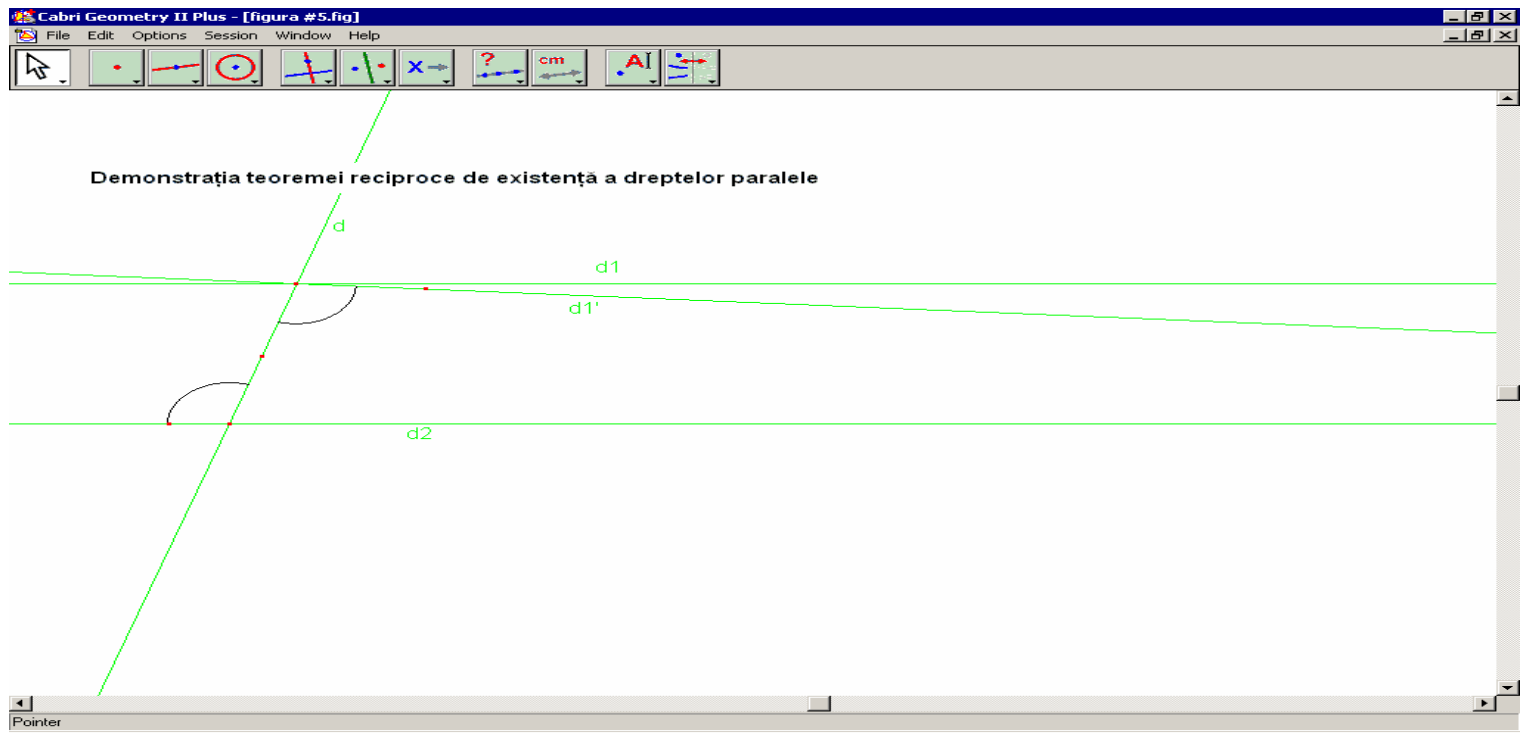 Cabri Geometry II Plus - [figura #5.fig]
File Edit Options Session Window Help
? cm A
X
Demonstrația teoremei reciproce de existență a dreptelor paralele
d
d1
d1'
d2
Pointer